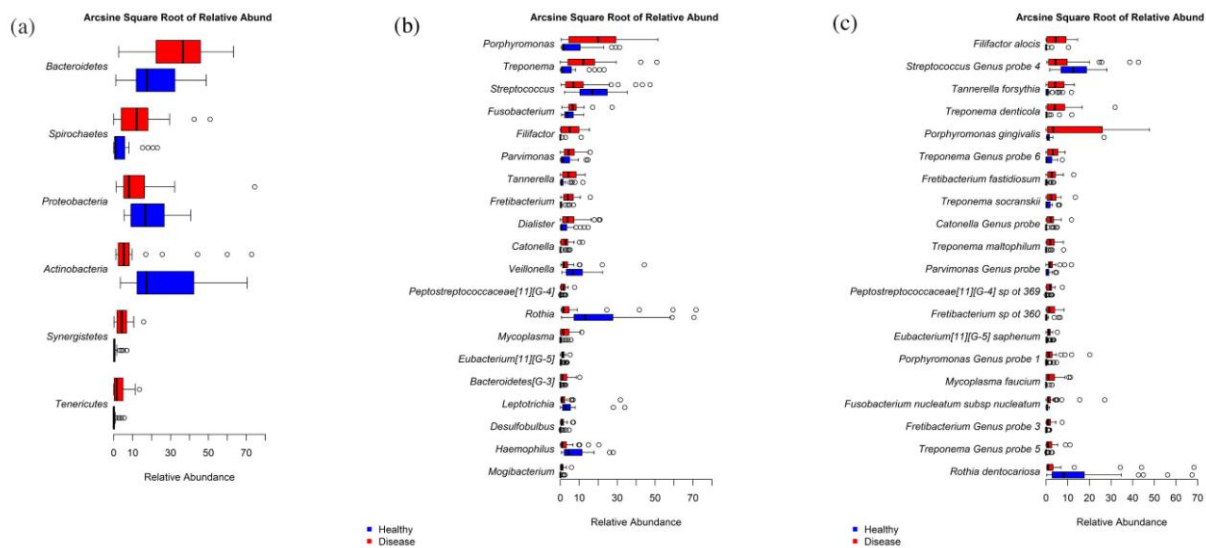 (a)
Arcsine Square Root of Relative Abund
Bacteroidetes
Spirochaetes
Proteobacteria
Actinobacteria
Synergistetes
Tenericutes
0 10 30 50 70
Relative Abundance
(b)
Arcsine Square Root of Relative Abund
Porphyromonas
Treponema
Streptococcus
Fusobacterium
Filifactor
Parvimonas
Tannerella
Fretibacterium
Dialister
Catonella
Veillonella
Peptostreptococcaceae[11][G-4]
Rothia
Mycoplasma
Eubacterium[11][G-5]
Bacteroidetes[G-3]
Leptotrichia
Desulfobulbus
Haemophilus
Mogibacterium
0 10 30 50 70
Relative Abundance
Healthy
Disease
(c)
Arcsine Square Root of Relative Abund
Filifactor alocis
Streptococcus Genus probe 4
Tannerella forsythia
Treponema denticola
Porphyromonas gingivalis
Treponema Genus probe 6
Fretibacterium fastidiosum
Treponema socranskii
Catonella Genus probe
Treponema maltophilum
Parvimonas Genus probe
Peptostreptococcaceae[11][G-4] sp ot 369
Fretibacterium sp ot 360
Eubacterium[11][G-5] saphenum
Porphyromonas Genus probe 1
Mycoplasma faucium
Fusobacterium nucleatum subsp nucleatum
Fretibacterium Genus probe 3
Treponema Genus probe 5
Rothia dentocariosa
0 10 20 30 40 50 60 70
Relative Abundance
Healthy
Disease